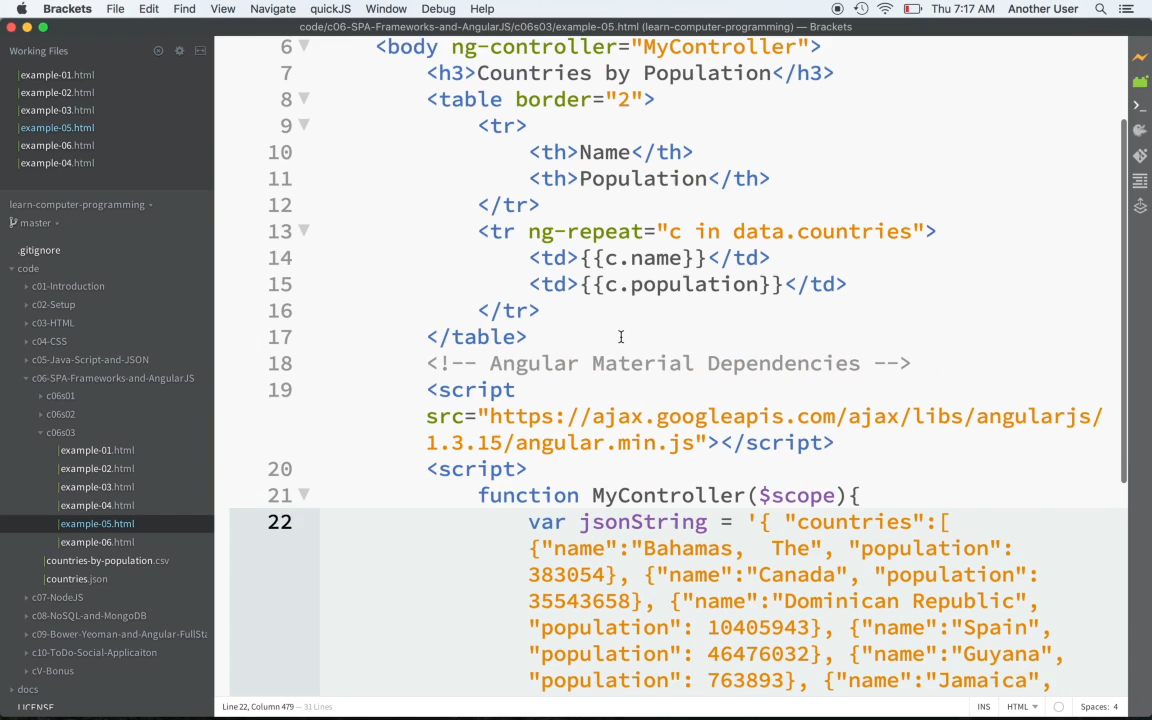 Brackets File Edit Find View Navigate quickJS Window Debug Help Thu 7:17 AM Another User
code/c06-SPA-Frameworks-and-AngularJS/c06s03/example-05.html (learn-computer-programming) — Brackets
Working Files
example-01.html
example-02.html
example-03.html
example-05.html
example-06.html
example-04.html
learn-computer-programming
master
.gitignore
code
c01-Introduction
c02-Setup
c03-HTML
c04-CSS
c05-Java-Script-and-JSON
c06-SPA-Frameworks-and-AngularJS
c06s01
c06s02
c06s03
example-01.html
example-02.html
example-03.html
example-04.html
example-05.html
example-06.html
countries-by-population.csv
countries.json
c07-NodeJS
c08-NoSQL-and-MongoDB
c09-Bower-Yeoman-and-Angular-FullSta
c10-ToDo-Social-Applicaiton
cV-Bonus
docs
LICENSE
6 <body ng-controller="MyController">
7 <h3>Countries by Population</h3>
8 <table border="2">
9 <tr>
10 <th>Name</th>
11 <th>Population</th>
12 </tr>
13 <tr ng-repeat="c in data.countries">
14 <td>{{c.name}}</td>
15 <td>{{c.population}}</td>
16 </tr>
17 </table>
18 <!-- Angular Material Dependencies -->
19 <script
src="https://ajax.googleapis.com/ajax/libs/angularjs/
1.3.15/angular.min.js"></script>
20 <script>
21 function MyController($scope){
22 var jsonString = '{ "countries":[
{"name":"Bahamas,  The", "population":
383054}, {"name":"Canada", "population":
35543658}, {"name":"Dominican Republic",
"population": 10405943}, {"name":"Spain",
"population": 46476032}, {"name":"Guyana",
"population": 763893}, {"name":"Jamaica",
Line 22, Column 479 — 31 Lines INS HTML Spaces: 4